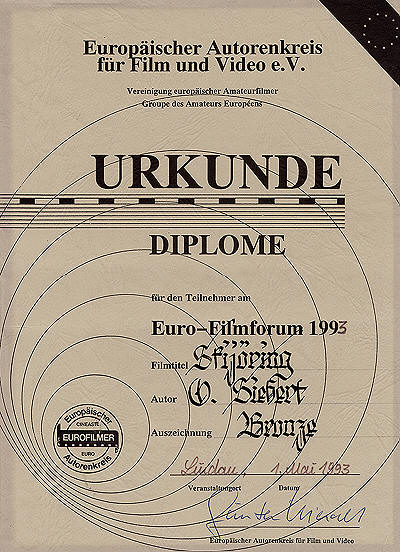 Europäischer Autorenkreis
für Film und Video e.V.
Vereinigung europäischer Amateurfilmer
Groupe des Amateurs Européens
URKUNDE
DIPLOME
für den Teilnehmer am
Euro-Filmforum 1993
Filmtitel Skijöring
Autor O. Siebert
Auszeichnung Bronze
Europäischer
CINEASTE
EUROFILMER
EURO
Autorenkreis
Lindau, 1. Mai 1993
Veranstaltungsort Datum
Europäischer Autorenkreis für Film und Video